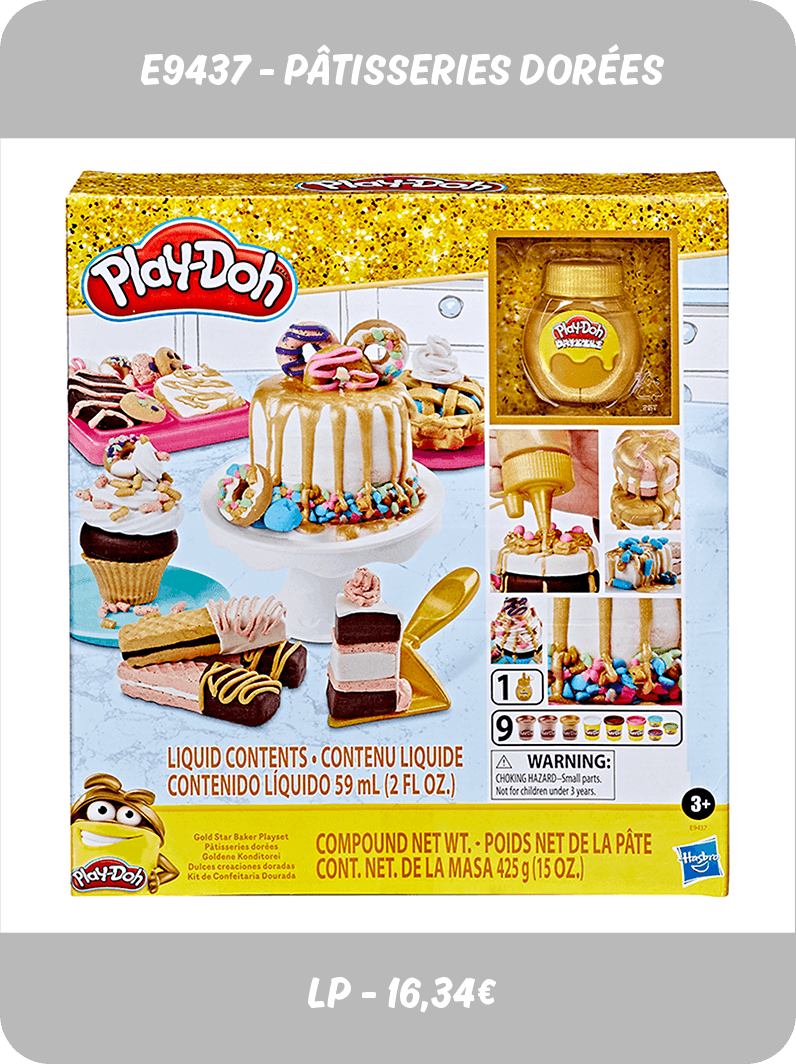 E9437 - PÂTISSERIES DORÉES
Play-Doh
Play-Doh
Play-Doh
DRIZZLE
PET
1
9
LIQUID CONTENTS • CONTENU LIQUIDE
CONTENIDO LÍQUIDO 59 mL (2 FL OZ.)
WARNING:
CHOKING HAZARD–Small parts.
Not for children under 3 years.
3+
E9437
Gold Star Baker Playset
Pâtisseries dorées
Goldene Konditorei
Dulces creaciones doradas
Kit de Confeitaria Dourada
COMPOUND NET WT. • POIDS NET DE LA PÂTE
CONT. NET. DE LA MASA 425 g (15 OZ.)
Play-Doh
Hasbro
LP - 16,34€